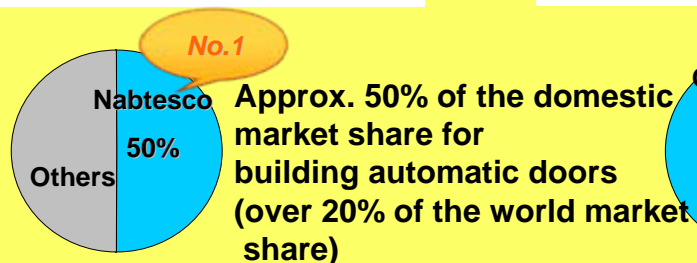 No.1
Nabtesco
50%
Others
Approx. 50% of the domestic
market share for
building automatic doors
(over 20% of the world market
share)